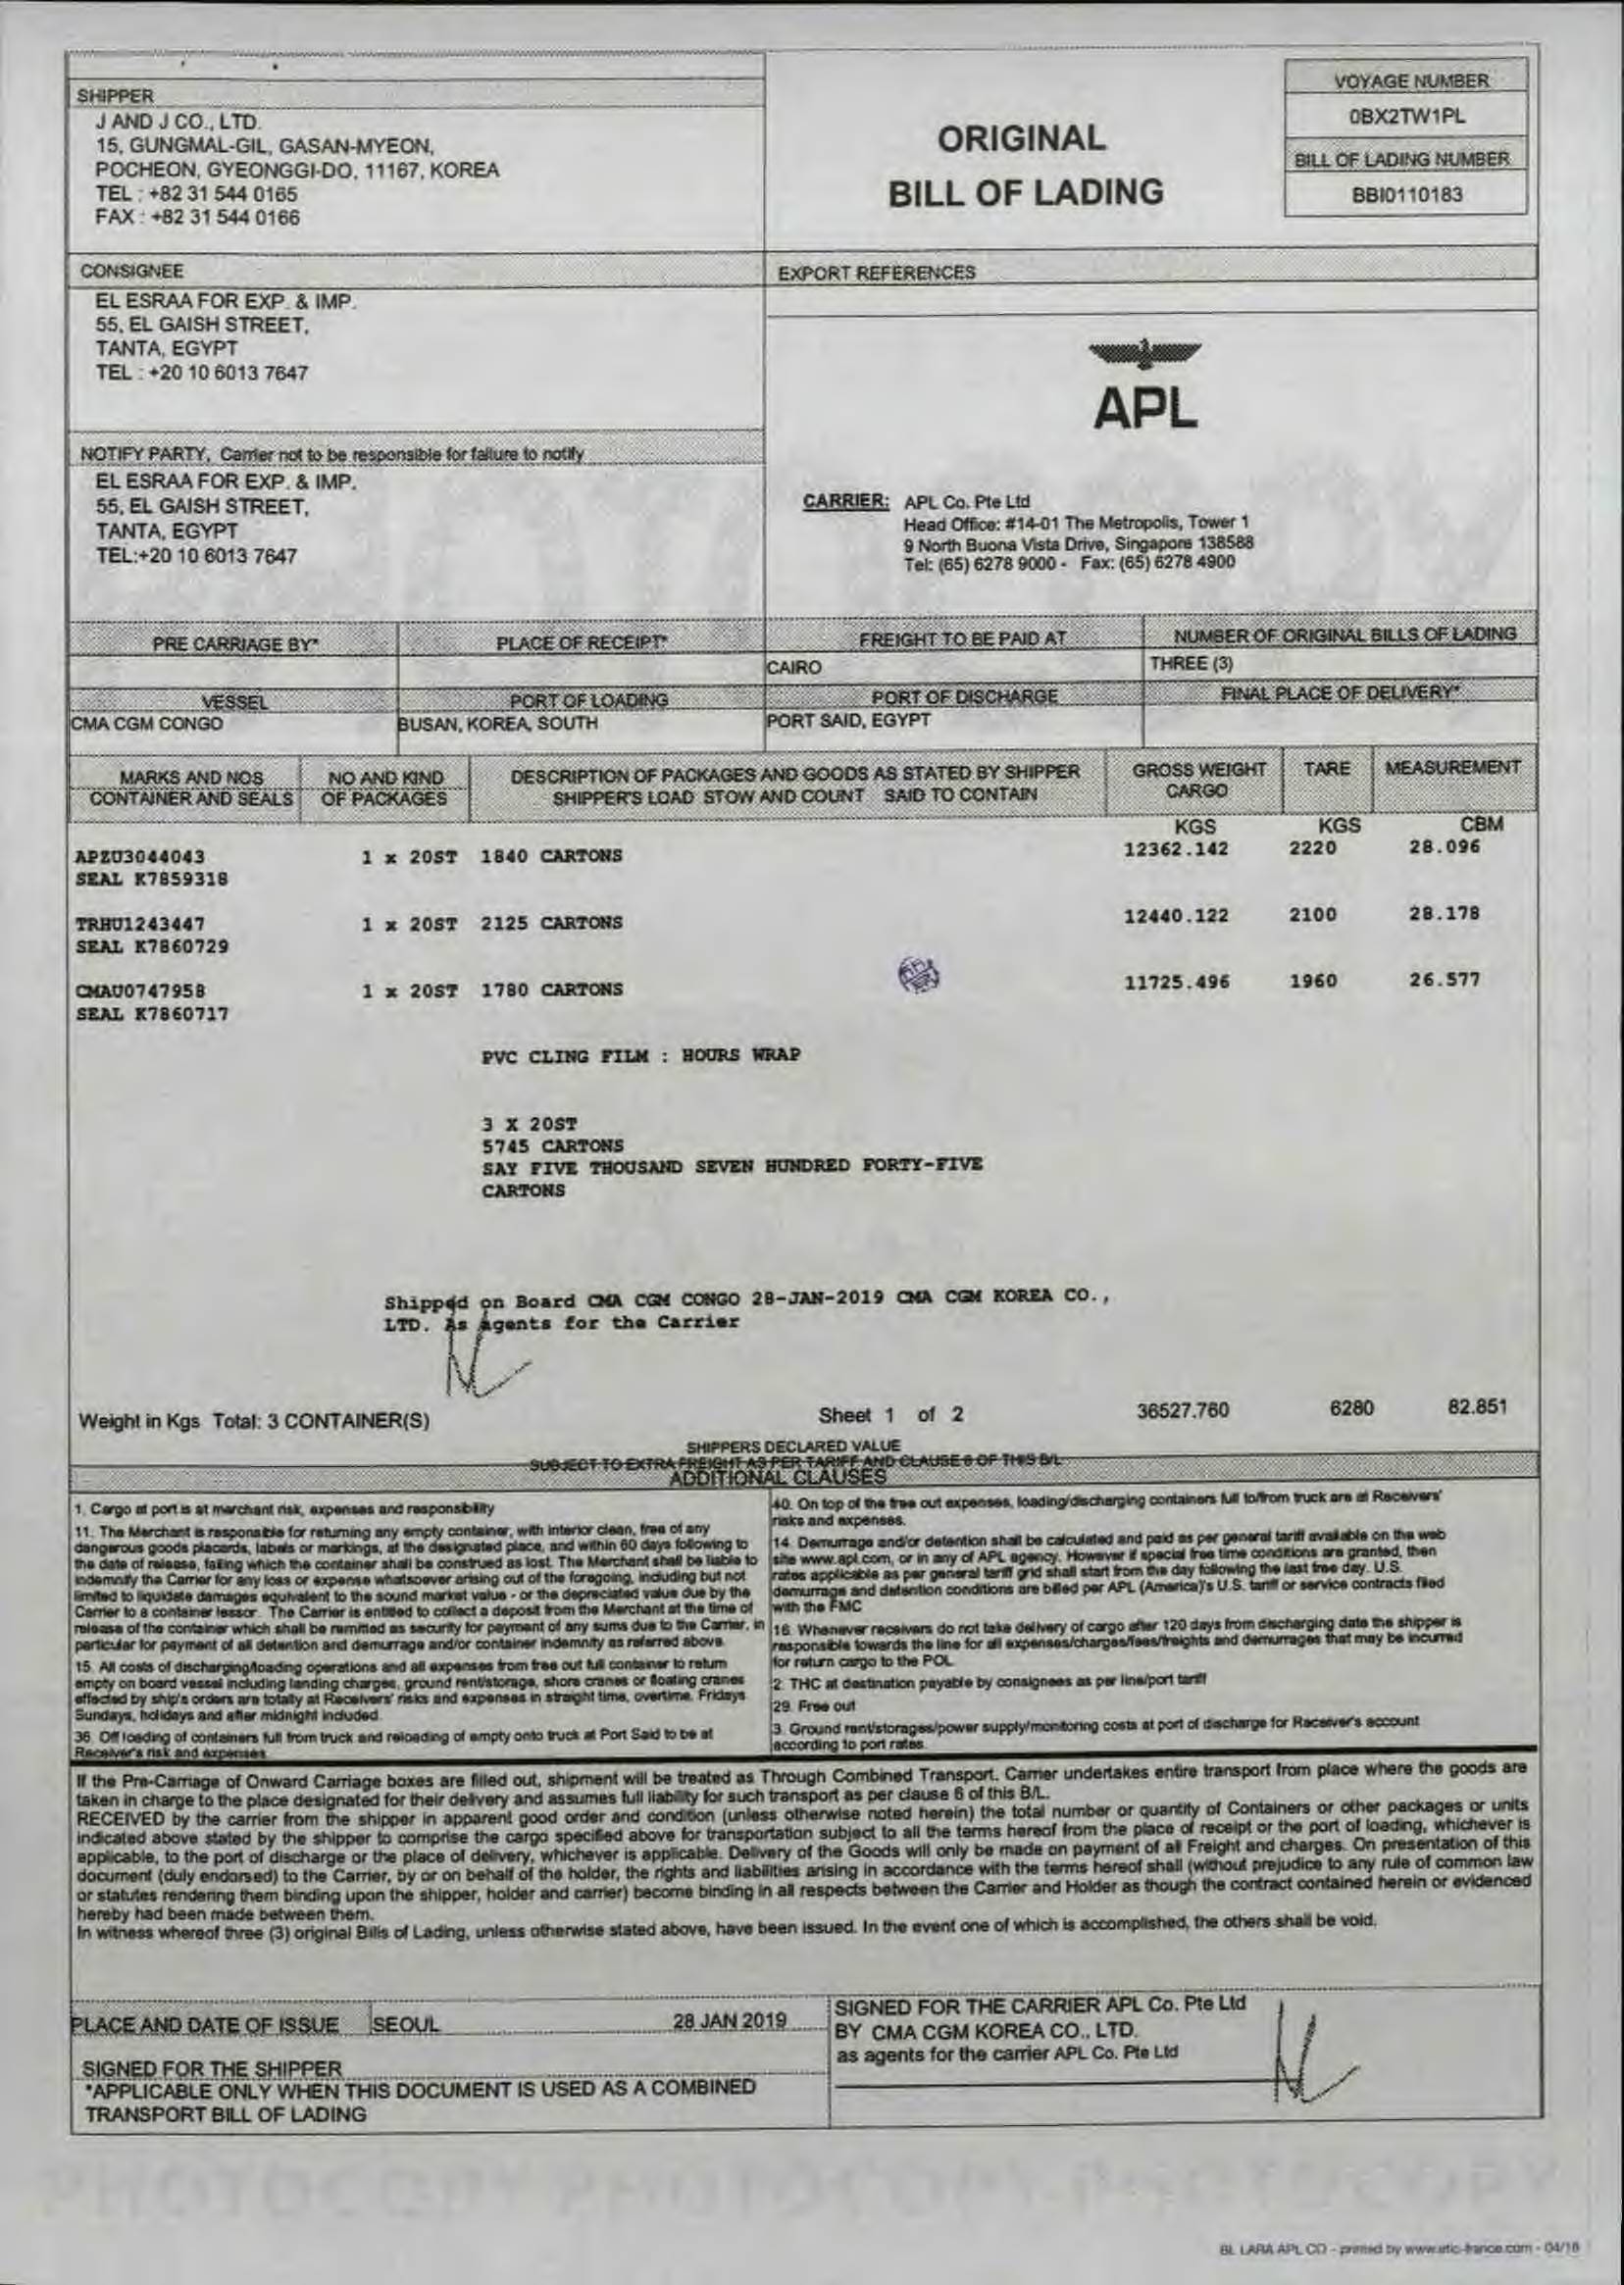 SHIPPER
J AND J CO., LTD.
15, GUNGMAL-GIL, GASAN-MYEON,
POCHEON, GYEONGGI-DO, 11167, KOREA
TEL : +82 31 544 0165
FAX : +82 31 544 0166
ORIGINAL
BILL OF LADING
VOYAGE NUMBER
0BX2TW1PL
BILL OF LADING NUMBER
BBI0110183
CONSIGNEE
EL ESRAA FOR EXP. & IMP.
55, EL GAISH STREET,
TANTA, EGYPT
TEL : +20 10 6013 7647
EXPORT REFERENCES
APL
NOTIFY PARTY, Carrier not to be responsible for failure to notify
EL ESRAA FOR EXP. & IMP.
55, EL GAISH STREET,
TANTA, EGYPT
TEL:+20 10 6013 7647
CARRIER: APL Co. Pte Ltd
Head Office: #14-01 The Metropolis, Tower 1
9 North Buona Vista Drive, Singapore 138588
Tel: (65) 6278 9000 - Fax: (65) 6278 4900
PRE CARRIAGE BY* PLACE OF RECEIPT* FREIGHT TO BE PAID AT NUMBER OF ORIGINAL BILLS OF LADING
CAIRO THREE (3)
VESSEL PORT OF LOADING PORT OF DISCHARGE FINAL PLACE OF DELIVERY*
CMA CGM CONGO BUSAN, KOREA, SOUTH PORT SAID, EGYPT
MARKS AND NOS NO AND KIND DESCRIPTION OF PACKAGES AND GOODS AS STATED BY SHIPPER GROSS WEIGHT TARE MEASUREMENT
CONTAINER AND SEALS OF PACKAGES SHIPPER'S LOAD STOW AND COUNT SAID TO CONTAIN CARGO
KGS KGS CBM
APZU3044043 1 x 20ST 1840 CARTONS 12362.142 2220 28.096
SEAL K7859318
TRHU1243447 1 x 20ST 2125 CARTONS 12440.122 2100 28.178
SEAL K7860729
CMAU0747958 1 x 20ST 1780 CARTONS 11725.496 1960 26.577
SEAL K7860717
PVC CLING FILM : HOURS WRAP
3 X 20ST
5745 CARTONS
SAY FIVE THOUSAND SEVEN HUNDRED FORTY-FIVE
CARTONS
Shipped on Board CMA CGM CONGO 28-JAN-2019 CMA CGM KOREA CO.,
LTD. As Agents for the Carrier
Weight in Kgs Total: 3 CONTAINER(S) Sheet 1 of 2 36527.760 6280 82.851
SHIPPERS DECLARED VALUE
SUBJECT TO EXTRA FREIGHT AS PER TARIFF AND CLAUSE 6 OF THIS B/L
ADDITIONAL CLAUSES
1. Cargo at port is at merchant risk, expenses and responsibility
11. The Merchant is responsible for returning any empty container, with interior clean, free of any
dangerous goods placards, labels or markings, at the designated place, and within 60 days following to
the date of release, failing which the container shall be construed as lost. The Merchant shall be liable to
indemnify the Carrier for any loss or expense whatsoever arising out of the foregoing, including but not
limited to liquidate damages equivalent to the sound market value - or the depreciated value due by the
Carrier to a container lessor. The Carrier is entitled to collect a deposit from the Merchant at the time of
release of the container which shall be remitted as security for payment of any sums due to the Carrier, in
particular for payment of all detention and demurrage and/or container indemnity as referred above.
15. All costs of discharging/loading operations and all expenses from free out full container to return
empty on board vessel including landing charges, ground rent/storage, shore cranes or floating cranes
effected by ship's orders are totally at Receivers' risks and expenses in straight time, overtime, Fridays
Sundays, holidays and after midnight included.
36. Off loading of containers full from truck and reloading of empty onto truck at Port Said to be at
Receiver's risk and expenses
40. On top of the free out expenses, loading/discharging containers full to/from truck are at Receivers'
risks and expenses.
14. Demurrage and/or detention shall be calculated and paid as per general tariff available on the web
site www.apl.com, or in any of APL agency. However if special free time conditions are granted, then
rates applicable as per general tariff grid shall start from the day following the last free day. U.S.
demurrage and detention conditions are billed per APL (America)'s U.S. tariff or service contracts filed
with the FMC
16. Whenever receivers do not take delivery of cargo after 120 days from discharging date the shipper is
responsible towards the line for all expenses/charges/fees/freights and demurrages that may be incurred
for return cargo to the POL
2. THC at destination payable by consignees as per line/port tariff
29. Free out
3. Ground rent/storages/power supply/monitoring costs at port of discharge for Receiver's account
according to port rates.
If the Pre-Carriage of Onward Carriage boxes are filled out, shipment will be treated as Through Combined Transport. Carrier undertakes entire transport from place where the goods are
taken in charge to the place designated for their delivery and assumes full liability for such transport as per clause 6 of this B/L.
RECEIVED by the carrier from the shipper in apparent good order and condition (unless otherwise noted herein) the total number or quantity of Containers or other packages or units
indicated above stated by the shipper to comprise the cargo specified above for transportation subject to all the terms hereof from the place of receipt or the port of loading, whichever is
applicable, to the port of discharge or the place of delivery, whichever is applicable. Delivery of the Goods will only be made on payment of all Freight and charges. On presentation of this
document (duly endorsed) to the Carrier, by or on behalf of the holder, the rights and liabilities arising in accordance with the terms hereof shall (without prejudice to any rule of common law
or statutes rendering them binding upon the shipper, holder and carrier) become binding in all respects between the Carrier and Holder as though the contract contained herein or evidenced
hereby had been made between them.
In witness whereof three (3) original Bills of Lading, unless otherwise stated above, have been issued. In the event one of which is accomplished, the others shall be void.
PLACE AND DATE OF ISSUE SEOUL 28 JAN 2019
SIGNED FOR THE SHIPPER
*APPLICABLE ONLY WHEN THIS DOCUMENT IS USED AS A COMBINED
TRANSPORT BILL OF LADING
SIGNED FOR THE CARRIER APL Co. Pte Ltd
BY CMA CGM KOREA CO., LTD.
as agents for the carrier APL Co. Pte Ltd
BL LARA APL CO - printed by www.etic-france.com - 04/18